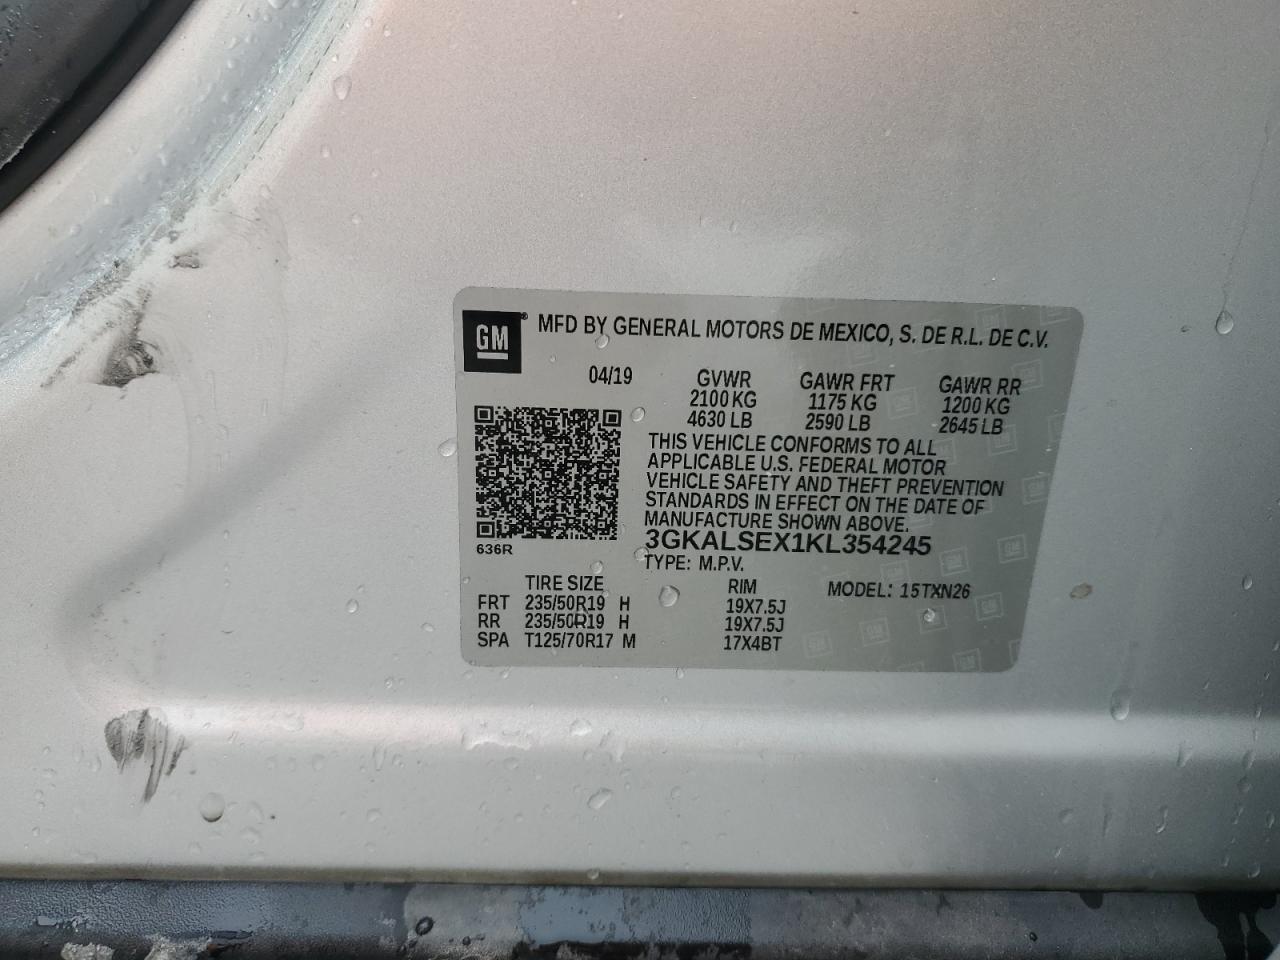 GM® MFD BY GENERAL MOTORS DE MEXICO, S. DE R.L. DE C.V.
04/19 GVWR GAWR FRT GAWR RR
2100 KG 1175 KG 1200 KG
4630 LB 2590 LB 2645 LB
THIS VEHICLE CONFORMS TO ALL
APPLICABLE U.S. FEDERAL MOTOR
VEHICLE SAFETY AND THEFT PREVENTION
STANDARDS IN EFFECT ON THE DATE OF
MANUFACTURE SHOWN ABOVE.
3GKALSEX1KL354245
636R
TYPE: M.P.V.
TIRE SIZE RIM MODEL: 15TXN26
FRT 235/50R19 H 19X7.5J
RR 235/50R19 H 19X7.5J
SPA T125/70R17 M 17X4BT